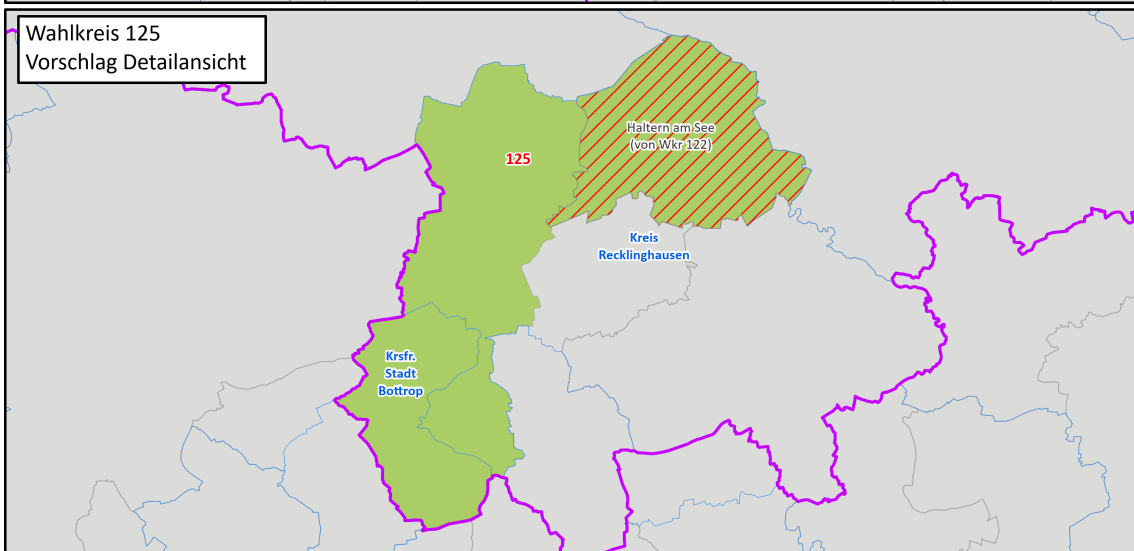 Wahlkreis 125
Vorschlag Detailansicht
Haltern am See
(von Wkr 122)
125
Kreis
Recklinghausen
Krsfr.
Stadt
Bottrop